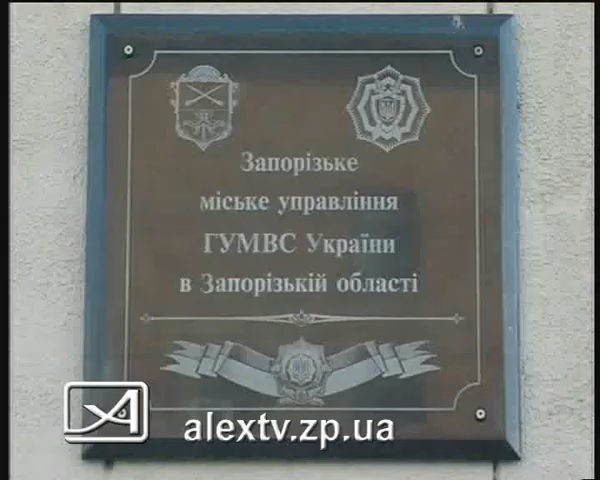 Запорізьке
міське управління
ГУМВС України
в Запорізькій області
alextv.zp.ua